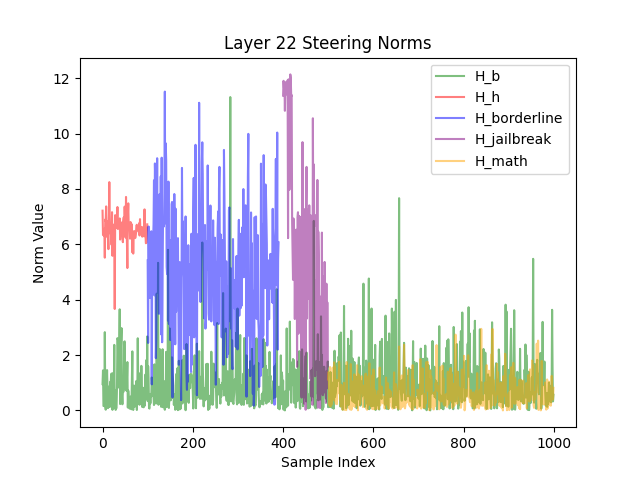 Layer 22 Steering Norms
Norm Value
12
10
8
6
4
2
0
0 200 400 600 800 1000
Sample Index
H_b
H_h
H_borderline
H_jailbreak
H_math